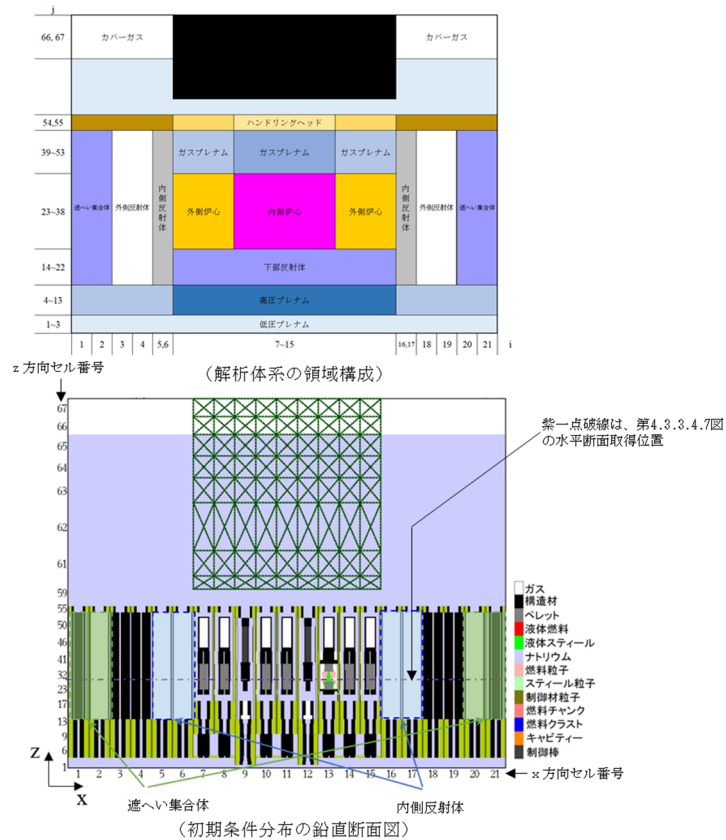 j
66, 67
カバーガス
カバーガス
54,55
ハンドリングヘッド
39~53
ガスプレナム
ガスプレナム
ガスプレナム
23~38
遮へい集合体
外側反射体
内側反射体
外側炉心
内側炉心
外側炉心
内側反射体
外側反射体
遮へい集合体
14~22
下部反射体
4~13
高圧プレナム
1~3
低圧プレナム
1 2 3 4 5,6 7~15 16,17 18 19 20 21 i
(解析体系の領域構成)
z 方向セル番号
67
66
65
64
63
62
61
59
55
50
46
41
32
23
22
17
13
9
6
1
紫一点破線は、第4.3.3.4.7図
の水平断面取得位置
ガス
構造材
ペレット
液体燃料
液体スティール
ナトリウム
燃料粒子
スティール粒子
制御材粒子
燃料チャンク
燃料クラスト
キャビティー
制御棒
Z
X
1 2 3 4 5 6 7 8 9 10 11 12 13 14 15 16 17 18 19 20 21
x 方向セル番号
遮へい集合体
内側反射体
(初期条件分布の鉛直断面図)